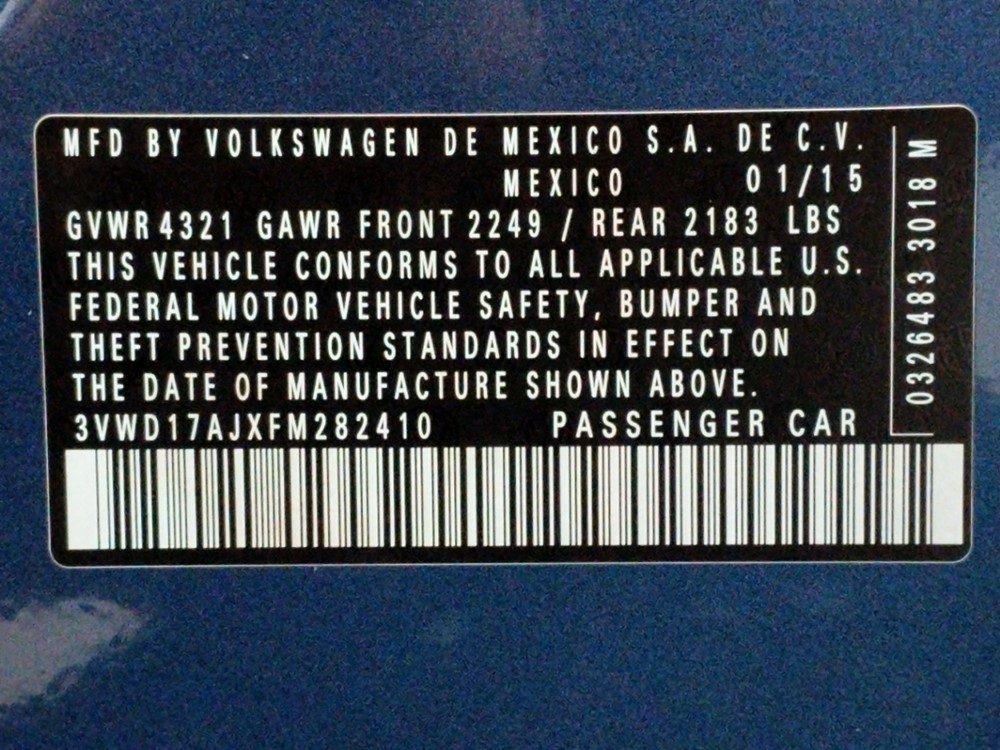 MFD BY VOLKSWAGEN DE MEXICO S.A. DE C.V.
MEXICO 01/15
GVWR 4321 GAWR FRONT 2249 / REAR 2183 LBS
THIS VEHICLE CONFORMS TO ALL APPLICABLE U.S.
FEDERAL MOTOR VEHICLE SAFETY, BUMPER AND
THEFT PREVENTION STANDARDS IN EFFECT ON
THE DATE OF MANUFACTURE SHOWN ABOVE.
3VWD17AJXFM282410 PASSENGER CAR
0326483 3018 M